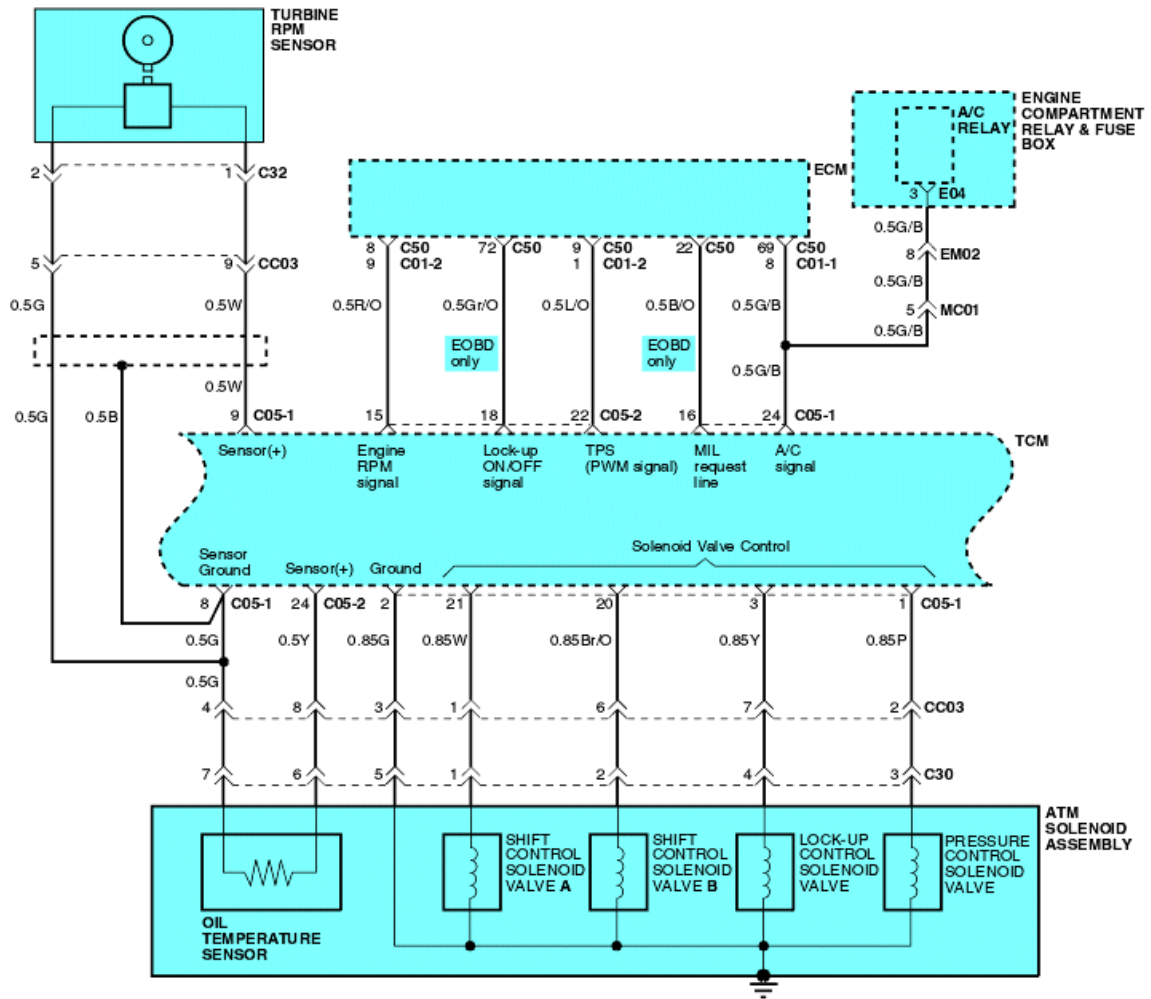 TURBINE
RPM
SENSOR
ENGINE
COMPARTMENT
RELAY & FUSE
BOX
A/C
RELAY
3 E04
ECM
2 1 C32
8 C50 72 C50 9 C50 22 C50 69 C50
9 C01-2 1 C01-2 8 C01-1
0.5G/B
8 EM02
5 9 CC03
0.5G/B
0.5G 0.5W 0.5R/O 0.5Gr/O 0.5L/O 0.5B/O 0.5G/B
5 MC01
0.5G/B
EOBD
only
EOBD
only
0.5G/B
0.5W
0.5G 0.5B 9 C05-1 15 18 22 C05-2 16 24 C05-1
TCM
Sensor(+)
Engine
RPM
signal
Lock-up
ON/OFF
signal
TPS
(PWM signal)
MIL
request
line
A/C
signal
Solenoid Valve Control
Sensor
Ground
Sensor(+)
Ground
8 C05-1 24 C05-2 2 21 20 3 1 C05-1
0.5G 0.5Y 0.85G 0.85W 0.85Br/O 0.85Y 0.85P
0.5G
4 8 3 1 6 7 2 CC03
7 6 5 1 2 4 3 C30
ATM
SOLENOID
ASSEMBLY
SHIFT
CONTROL
SOLENOID
VALVE A
SHIFT
CONTROL
SOLENOID
VALVE B
LOCK-UP
CONTROL
SOLENOID
VALVE
PRESSURE
CONTROL
SOLENOID
VALVE
OIL
TEMPERATURE
SENSOR